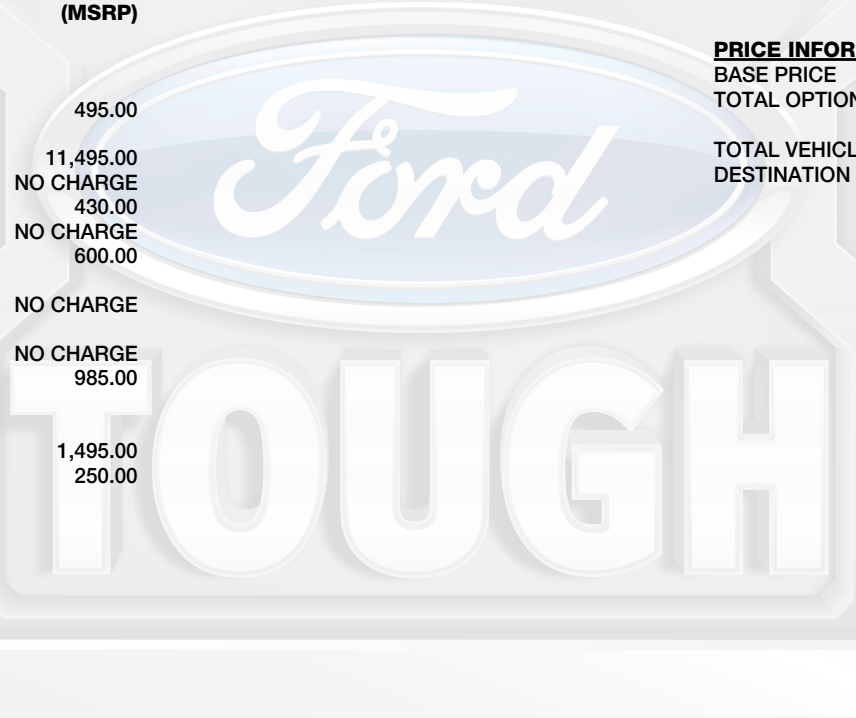 (MSRP)
495.00
11,495.00
NO CHARGE
430.00
NO CHARGE
600.00
NO CHARGE
NO CHARGE
985.00
1,495.00
250.00
PRICE INFOR
BASE PRICE
TOTAL OPTION
TOTAL VEHICL
DESTINATION
Ford
TOUGH